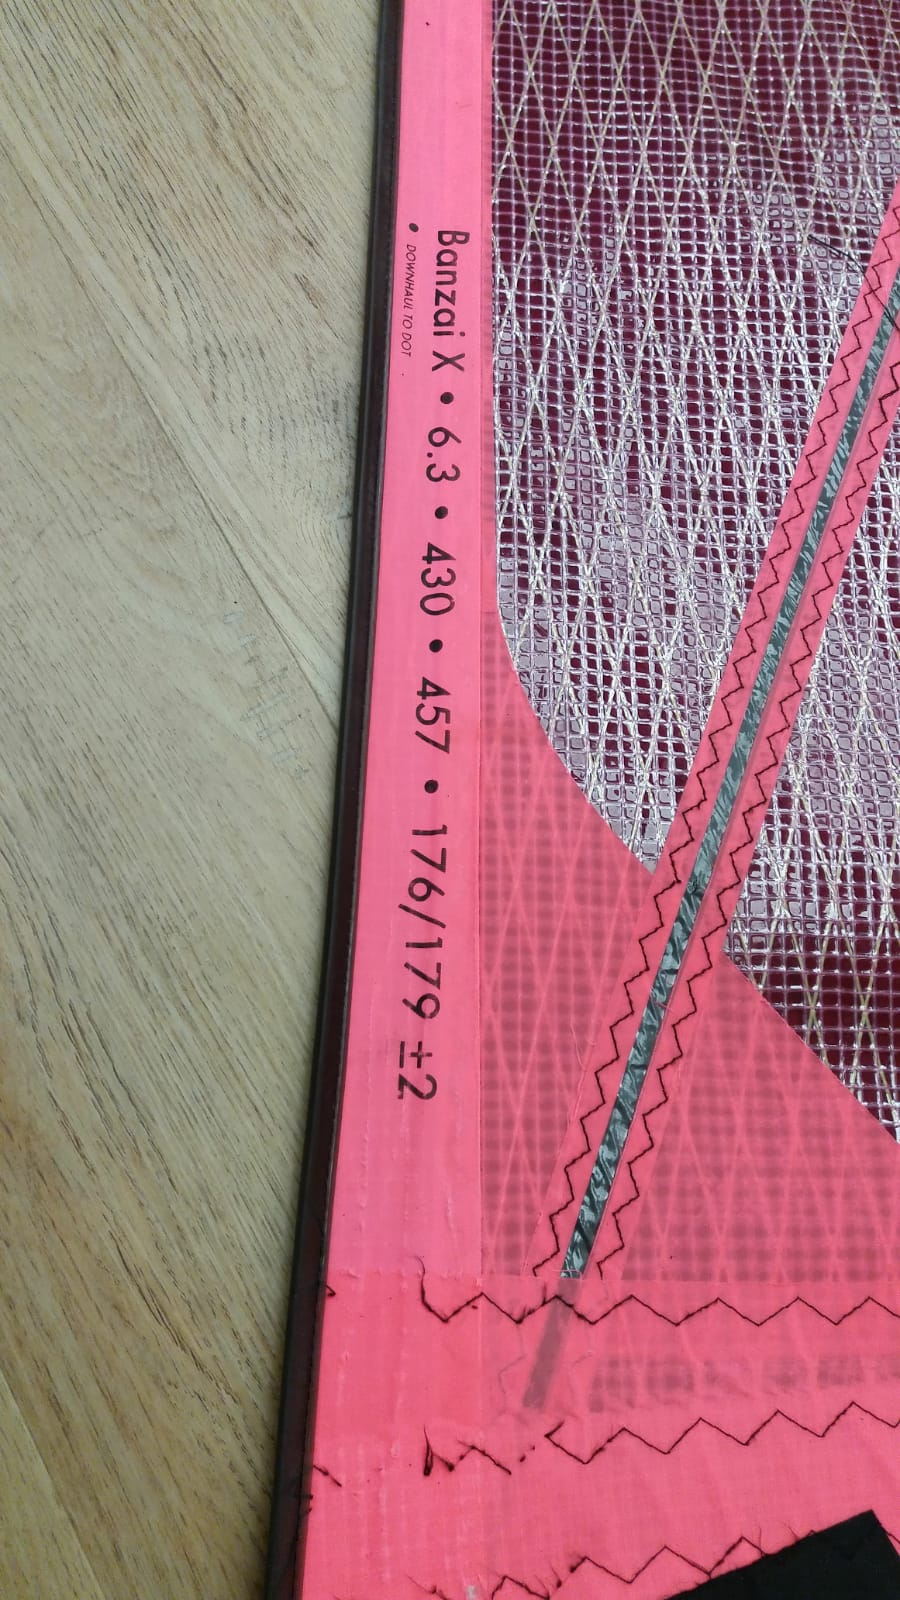 Banzai X • 6.3 • 430 • 457 • 176/179 ±2
• DOWNHAUL TO DOT